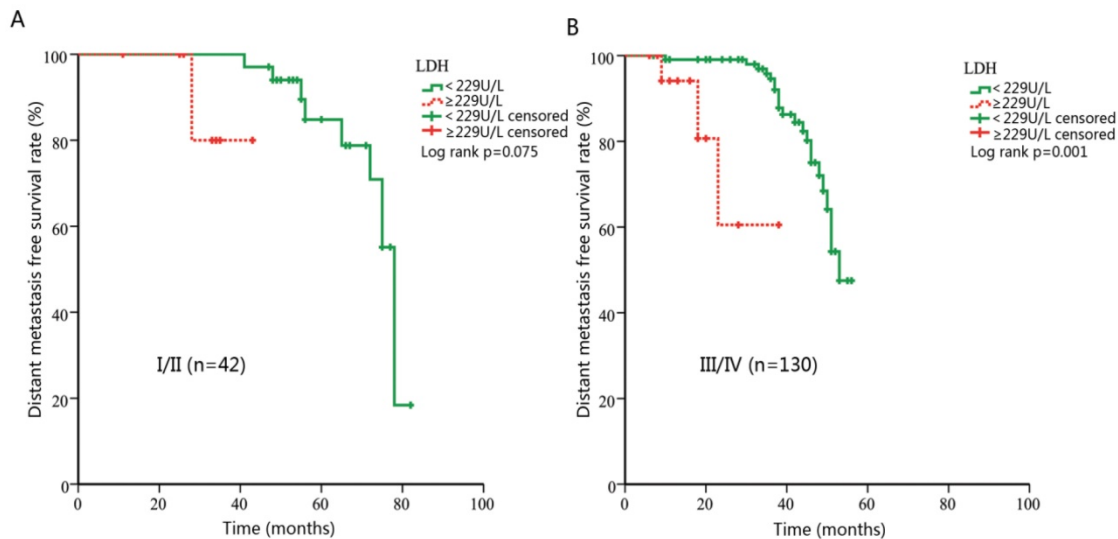 A
Distant metastasis free survival rate (%)
100
80
60
40
20
0
LDH
< 229U/L
≥229U/L
< 229U/L censored
≥229U/L censored
Log rank p=0.075
I/II (n=42)
0 20 40 60 80 100
Time (months)
B
Distant metastasis free survival rate (%)
100
80
60
40
20
0
LDH
< 229U/L
≥229U/L
< 229U/L censored
≥229U/L censored
Log rank p=0.001
III/IV (n=130)
0 20 40 60 80 100
Time (months)